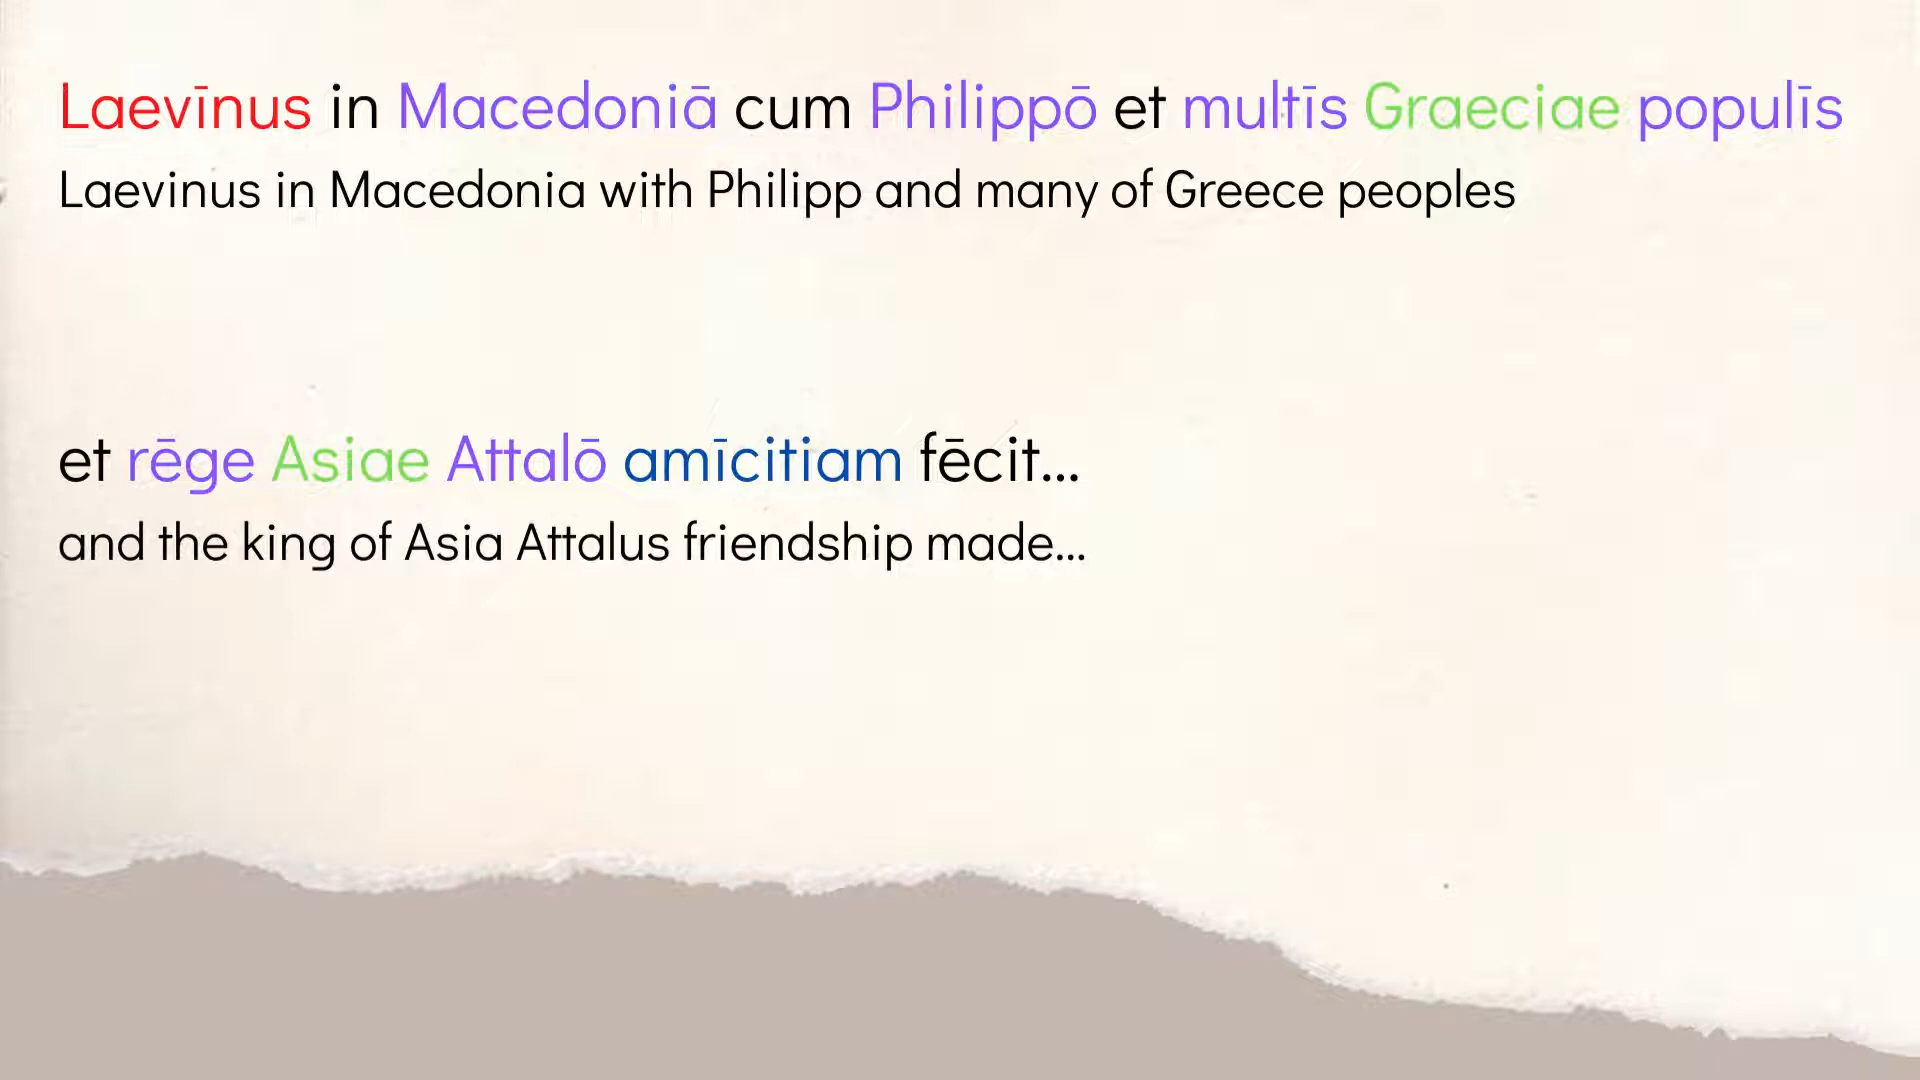 Laevīnus in Macedoniā cum Philippō et multīs Graeciae populīs
Laevinus in Macedonia with Philipp and many of Greece peoples
et rēge Asiae Attalō amīcitiam fēcit...
and the king of Asia Attalus friendship made...